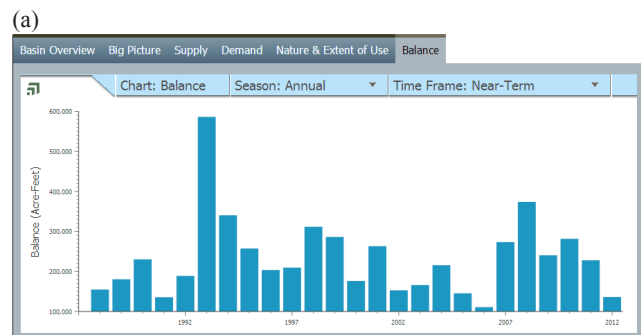 (a)
Basin Overview Big Picture Supply Demand Nature & Extent of Use Balance
Chart: Balance Season: Annual Time Frame: Near-Term
600.000
500.000
400.000
300.000
200.000
100.000
Balance (Acre-Feet)
1992 1997 2002 2007 2012